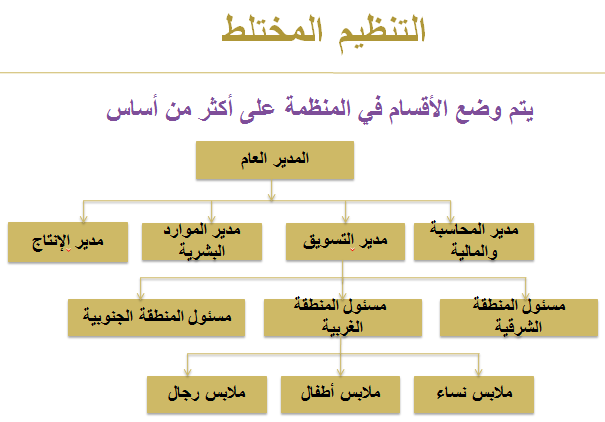 التنظيم المختلط
يتم وضع الأقسام في المنظمة على أكثر من أساس
المدير العام
مدير المحاسبة
والمالية
مدير التسويق
مدير الموارد
البشرية
مدير الإنتاج
مسئول المنطقة
الشرقية
مسئول المنطقة
الغربية
مسئول المنطقة الجنوبية
ملابس نساء
ملابس أطفال
ملابس رجال